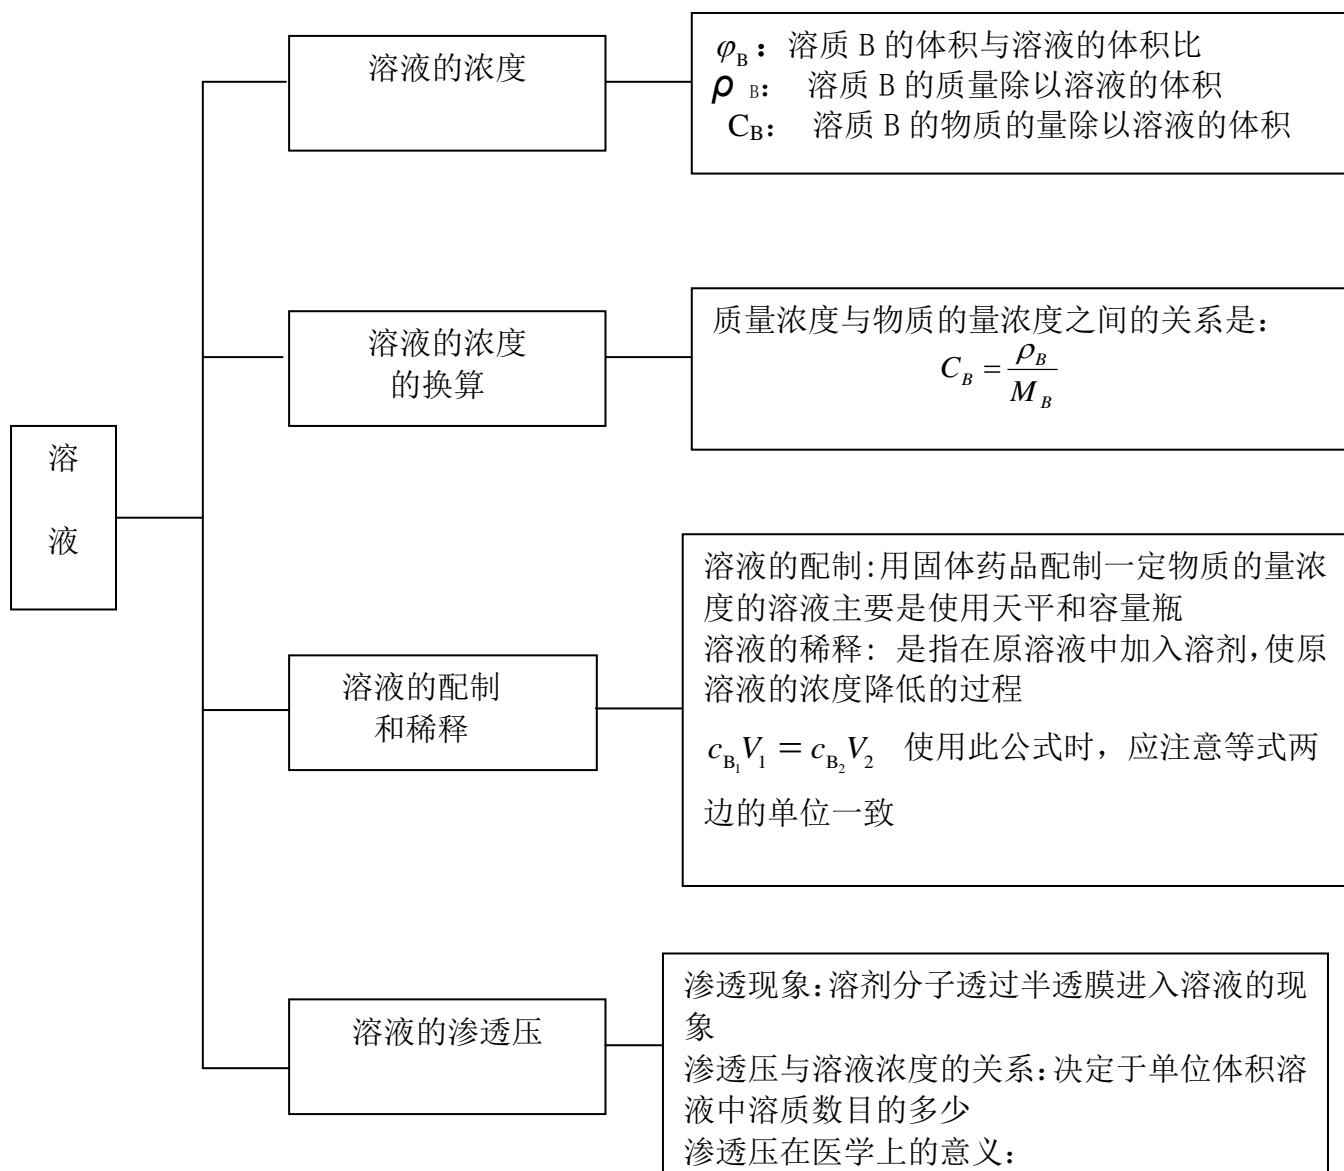 溶
液
溶液的浓度
φB：溶质 B 的体积与溶液的体积比
ρ B： 溶质 B 的质量除以溶液的体积
CB： 溶质 B 的物质的量除以溶液的体积
溶液的浓度
的换算
质量浓度与物质的量浓度之间的关系是：
C_B = ρ_B / M_B
溶液的配制
和稀释
溶液的配制：用固体药品配制一定物质的量浓
度的溶液主要是使用天平和容量瓶
溶液的稀释： 是指在原溶液中加入溶剂，使原
溶液的浓度降低的过程
c_{B_1}V_1 = c_{B_2}V_2 使用此公式时，应注意等式两
边的单位一致
溶液的渗透压
渗透现象：溶剂分子透过半透膜进入溶液的现
象
渗透压与溶液浓度的关系：决定于单位体积溶
液中溶质数目的多少
渗透压在医学上的意义：